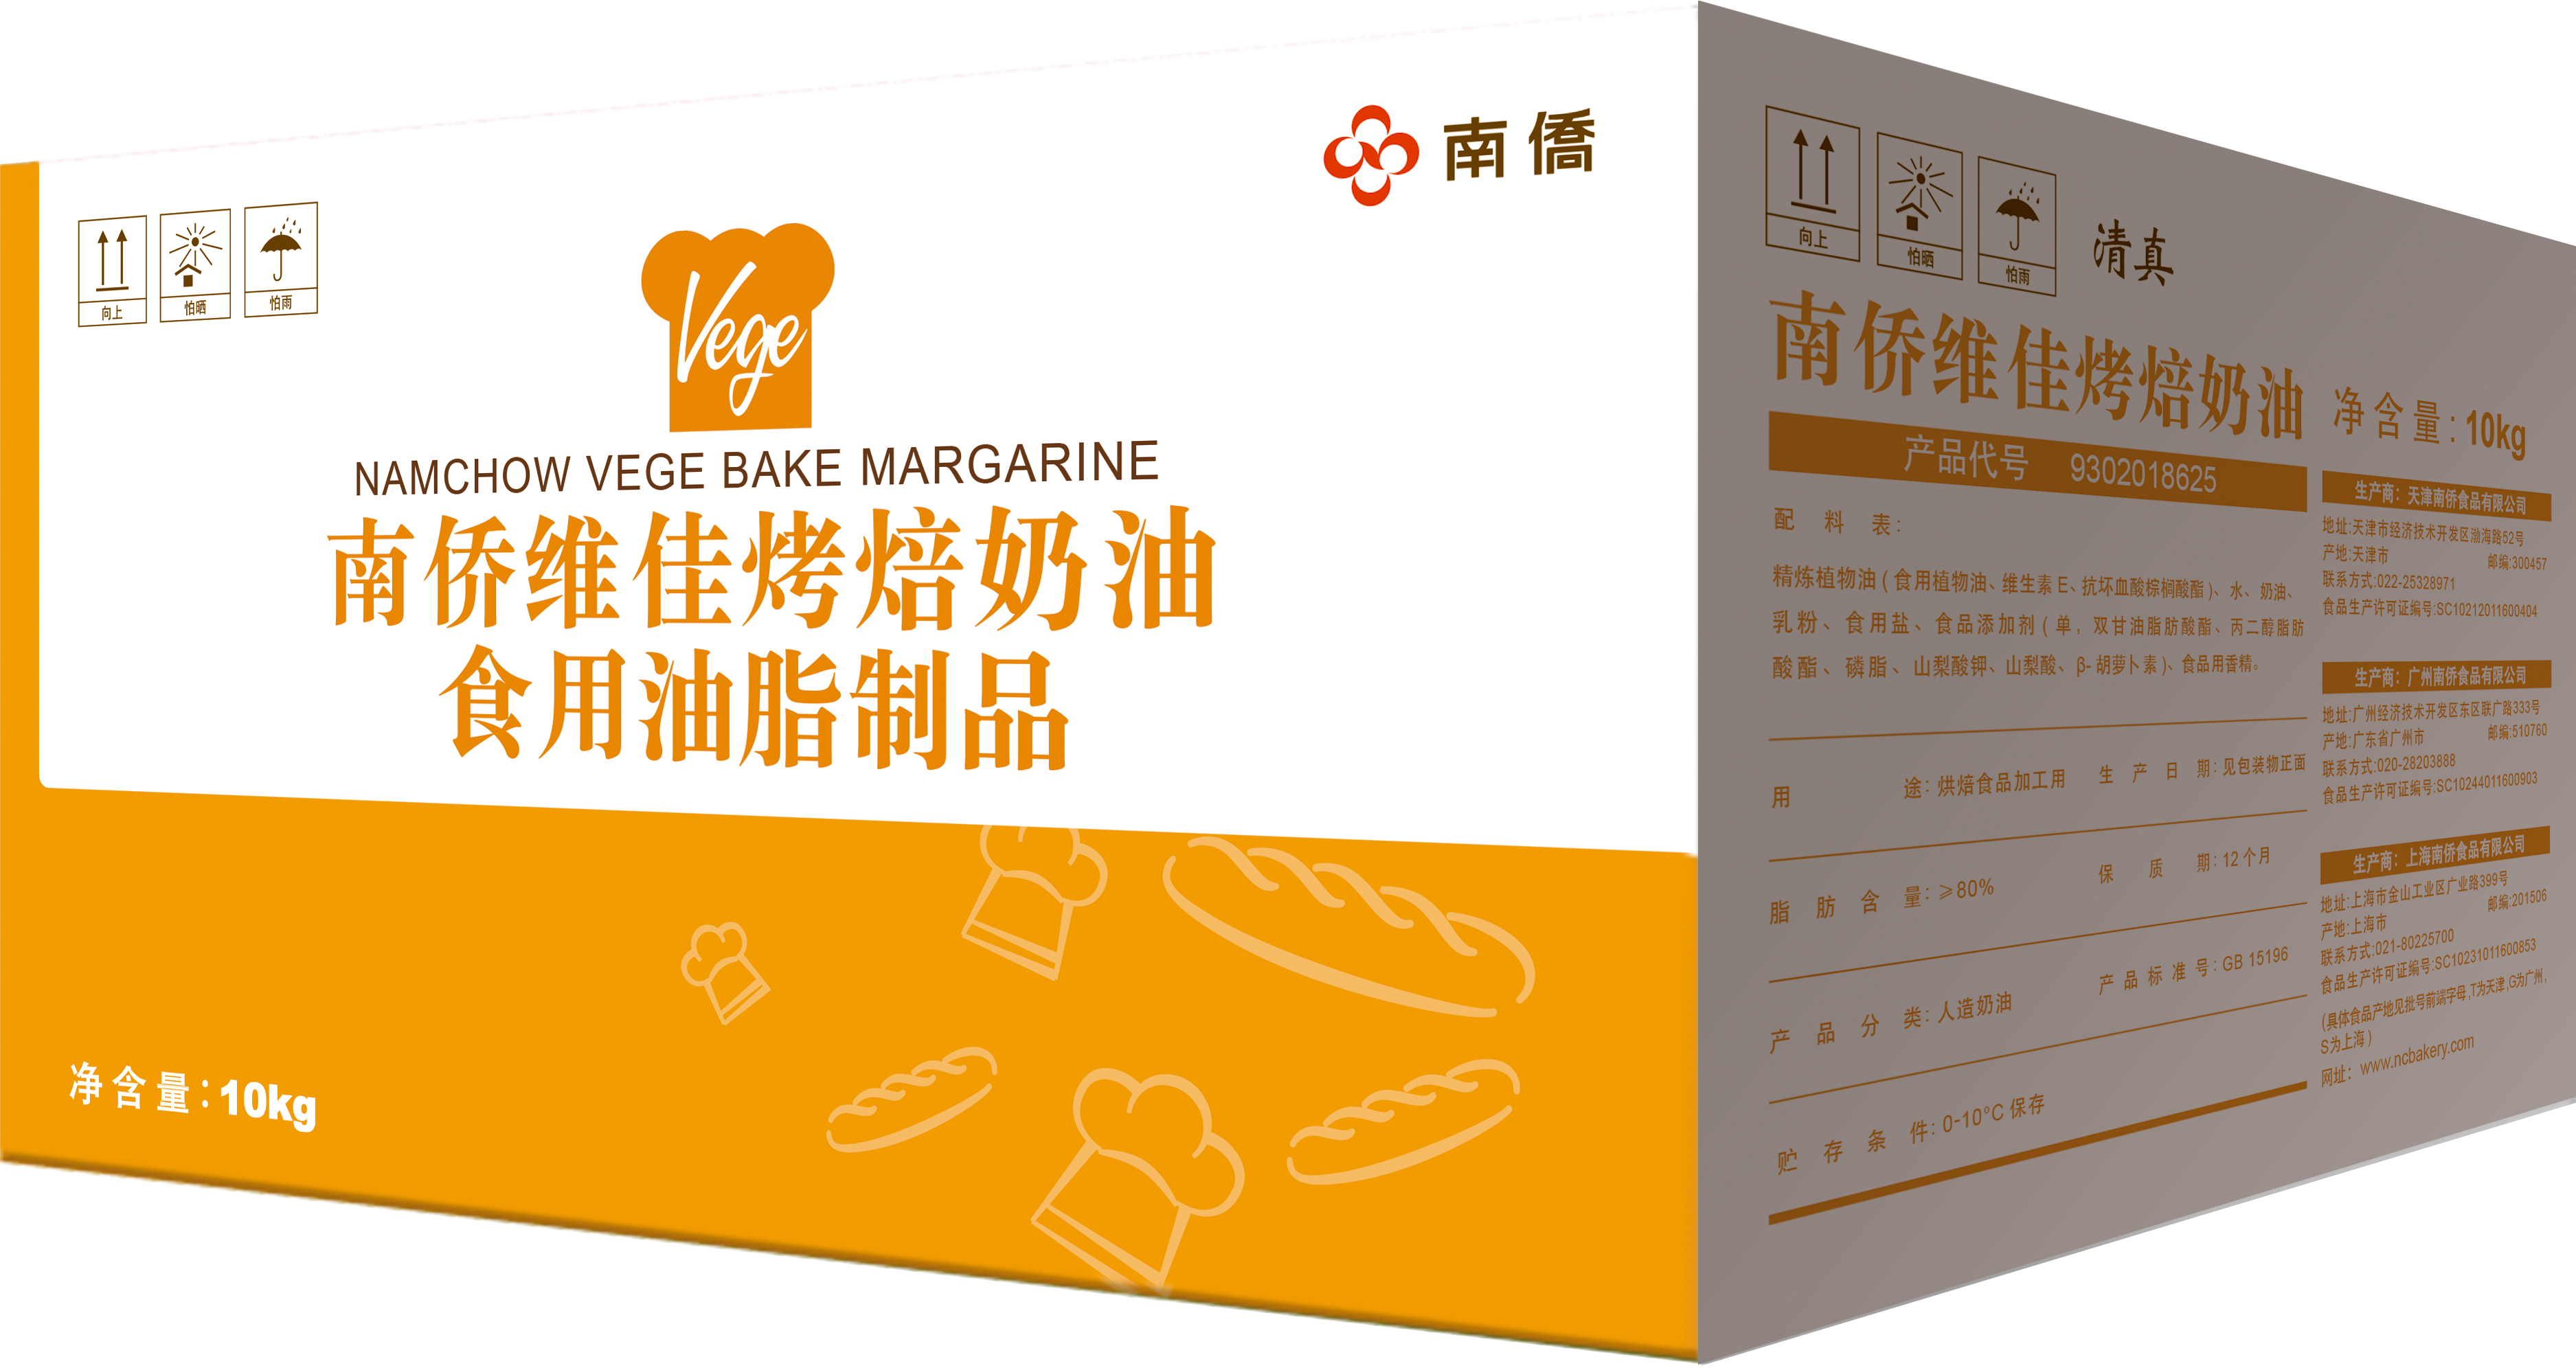 南僑
向上 怕晒 怕雨
Vege
NAMCHOW VEGE BAKE MARGARINE
南侨维佳烤焙奶油
食用油脂制品
净含量:10kg
向上 怕晒 怕雨 清真
南侨维佳烤焙奶油
净含量:10kg
产品代号 9302018625
配料表:
精炼植物油(食用植物油、维生素E、抗坏血酸棕榈酸酯)、水、奶油、
乳粉、食用盐、食品添加剂(单,双甘油脂肪酸酯、丙二醇脂肪
酸酯、磷脂、山梨酸钾、山梨酸、β-胡萝卜素)、食品用香精。
用途:烘焙食品加工用 生产日期:见包装物正面
脂肪含量:≥80% 保质期:12个月
产品分类:人造奶油 产品标准号:GB 15196
贮存条件:0-10°C保存
生产商:天津南侨食品有限公司
地址:天津市经济技术开发区渤海路52号
产地:天津市 邮编:300457
联系方式:022-25328971
食品生产许可证编号:SC10212011600404
生产商:广州南侨食品有限公司
地址:广州经济技术开发区东区联广路333号
产地:广东省广州市 邮编:510760
联系方式:020-28203888
食品生产许可证编号:SC10244011600903
生产商:上海南侨食品有限公司
地址:上海市金山工业区广业路399号
产地:上海市 邮编:201506
联系方式:021-80225700
食品生产许可证编号:SC10231011600853
(具体食品产地见批号前端字母,T为天津,G为广州,
S为上海)
网址:www.ncbakery.com